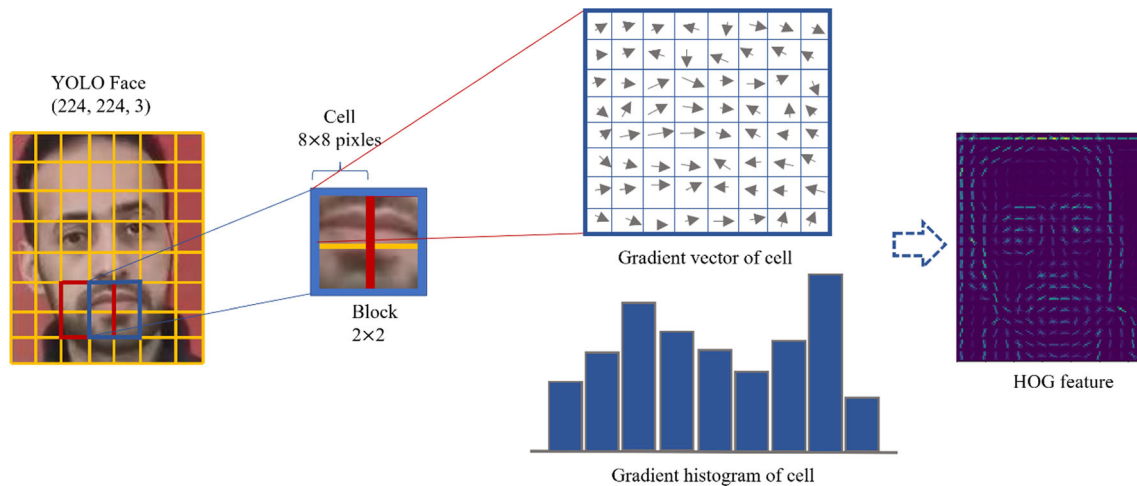 YOLO Face
(224, 224, 3)
Cell
8×8 pixles
Block
2×2
Gradient vector of cell
Gradient histogram of cell
HOG feature